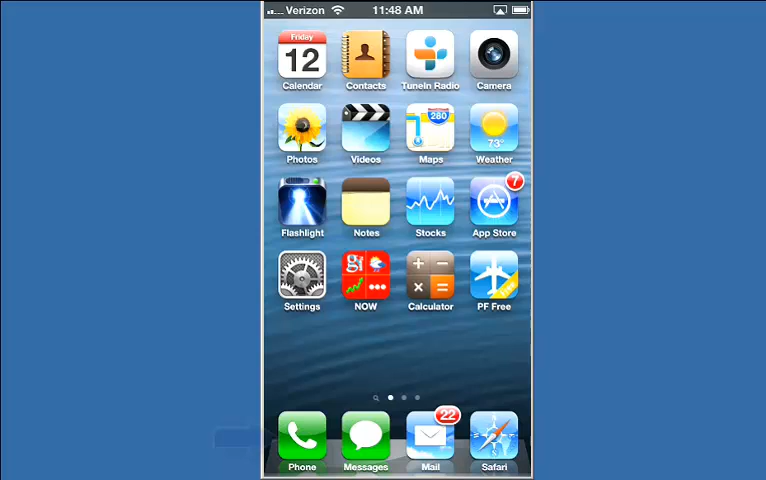 Verizon 11:48 AM
Friday
12
280
73°
7
Calendar Contacts TuneIn Radio Camera
Photos Videos Maps Weather
Flashlight Notes Stocks App Store
g
FREE
Settings NOW Calculator PF Free
22
Phone Messages Mail Safari